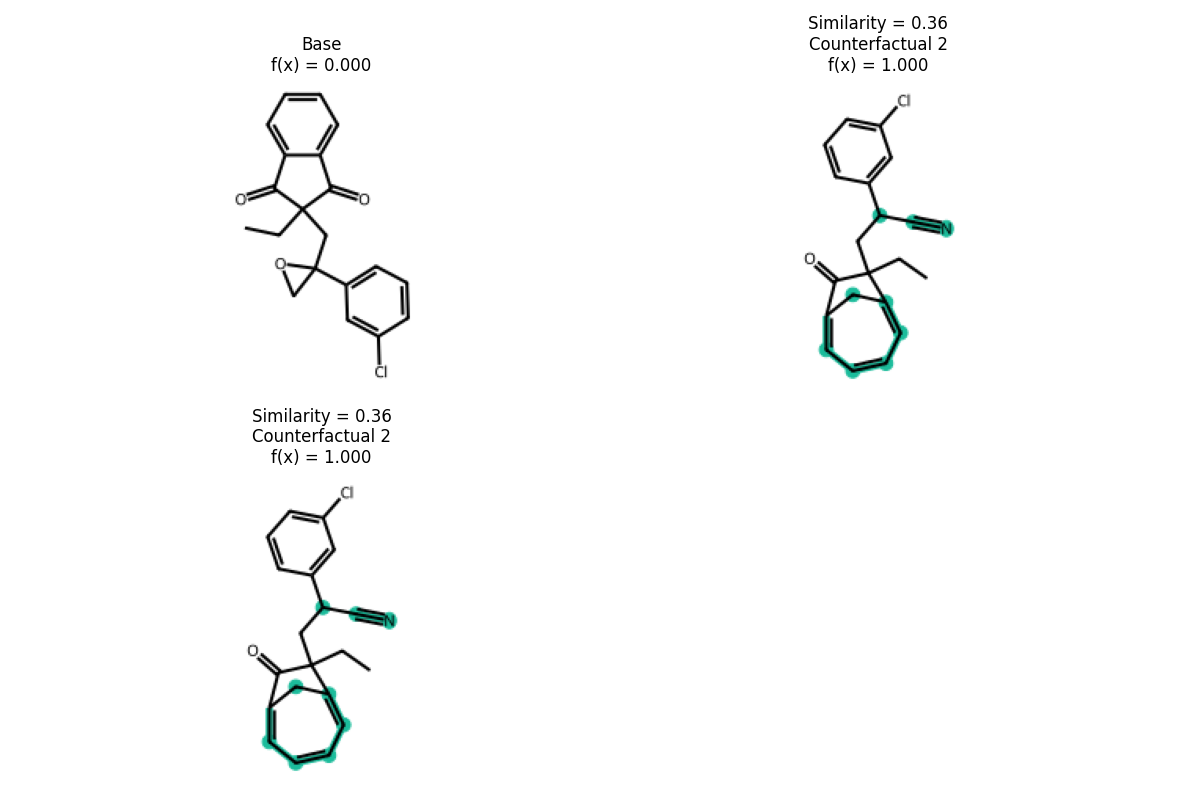 Base
f(x) = 0.000
O
O
O
Cl
Similarity = 0.36
Counterfactual 2
f(x) = 1.000
Cl
N
O
Similarity = 0.36
Counterfactual 2
f(x) = 1.000
Cl
N
O